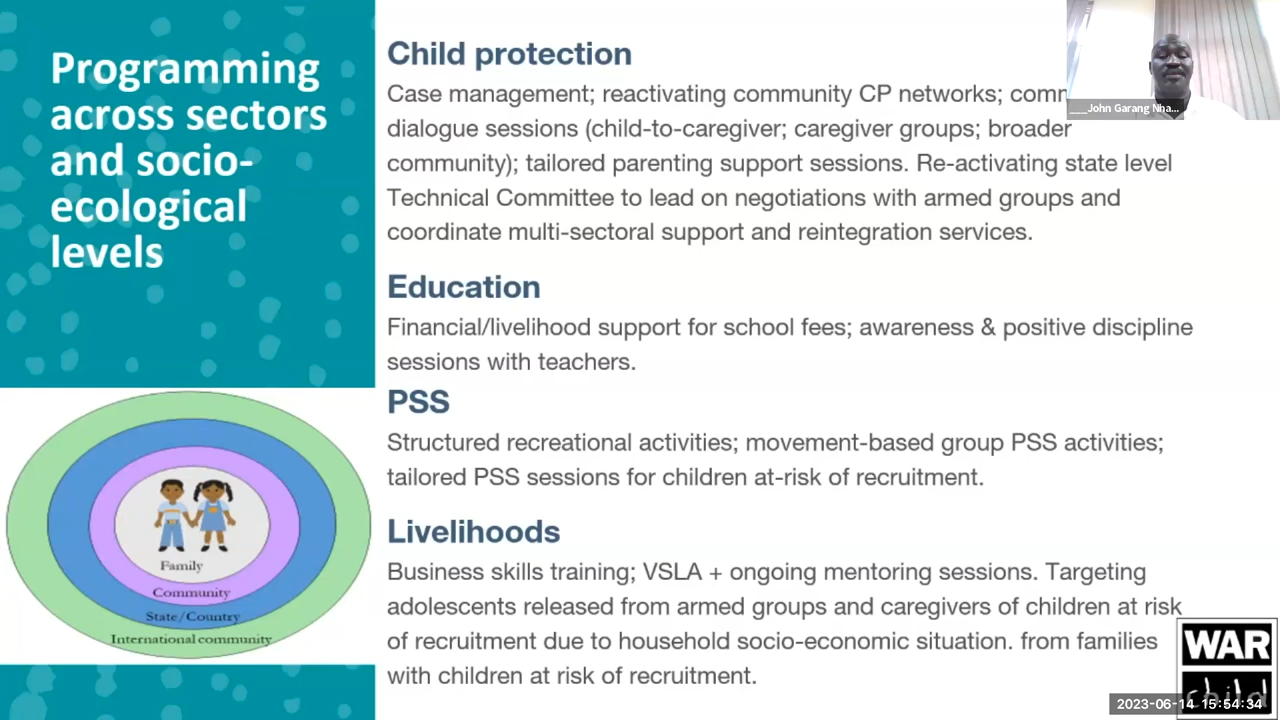 Programming
across sectors
and socio-
ecological
levels
Child protection
Case management; reactivating community CP networks;
dialogue sessions (child-to-caregiver; caregiver groups; broader
community); tailored parenting support sessions. Re-activating state level
Technical Committee to lead on negotiations with armed groups and
coordinate multi-sectoral support and reintegration services.
Education
Financial/livelihood support for school fees; awareness & positive discipline
sessions with teachers.
PSS
Structured recreational activities; movement-based group PSS activities;
tailored PSS sessions for children at-risk of recruitment.
Livelihoods
Business skills training; VSLA + ongoing mentoring sessions. Targeting
adolescents released from armed groups and caregivers of children at risk
of recruitment due to household socio-economic situation. from families
with children at risk of recruitment.
Family
Community
State/Country
International community
___John Garang Nha...
WAR
child
2023-06-14 15:54:34